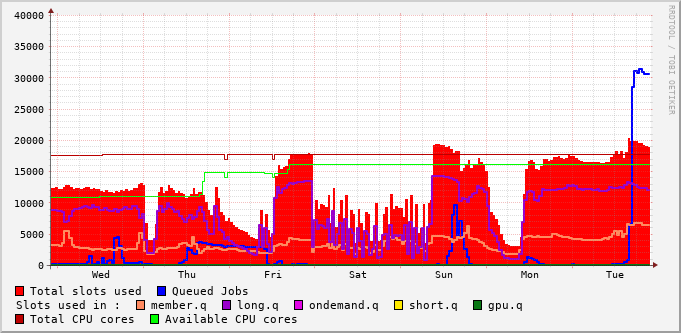 40000
35000
30000
25000
20000
15000
10000
5000
0
Wed Thu Fri Sat Sun Mon Tue
RRDTOOL / TOBI OETIKER
Total slots used Queued Jobs
Slots used in : member.q long.q ondemand.q short.q gpu.q
Total CPU cores Available CPU cores